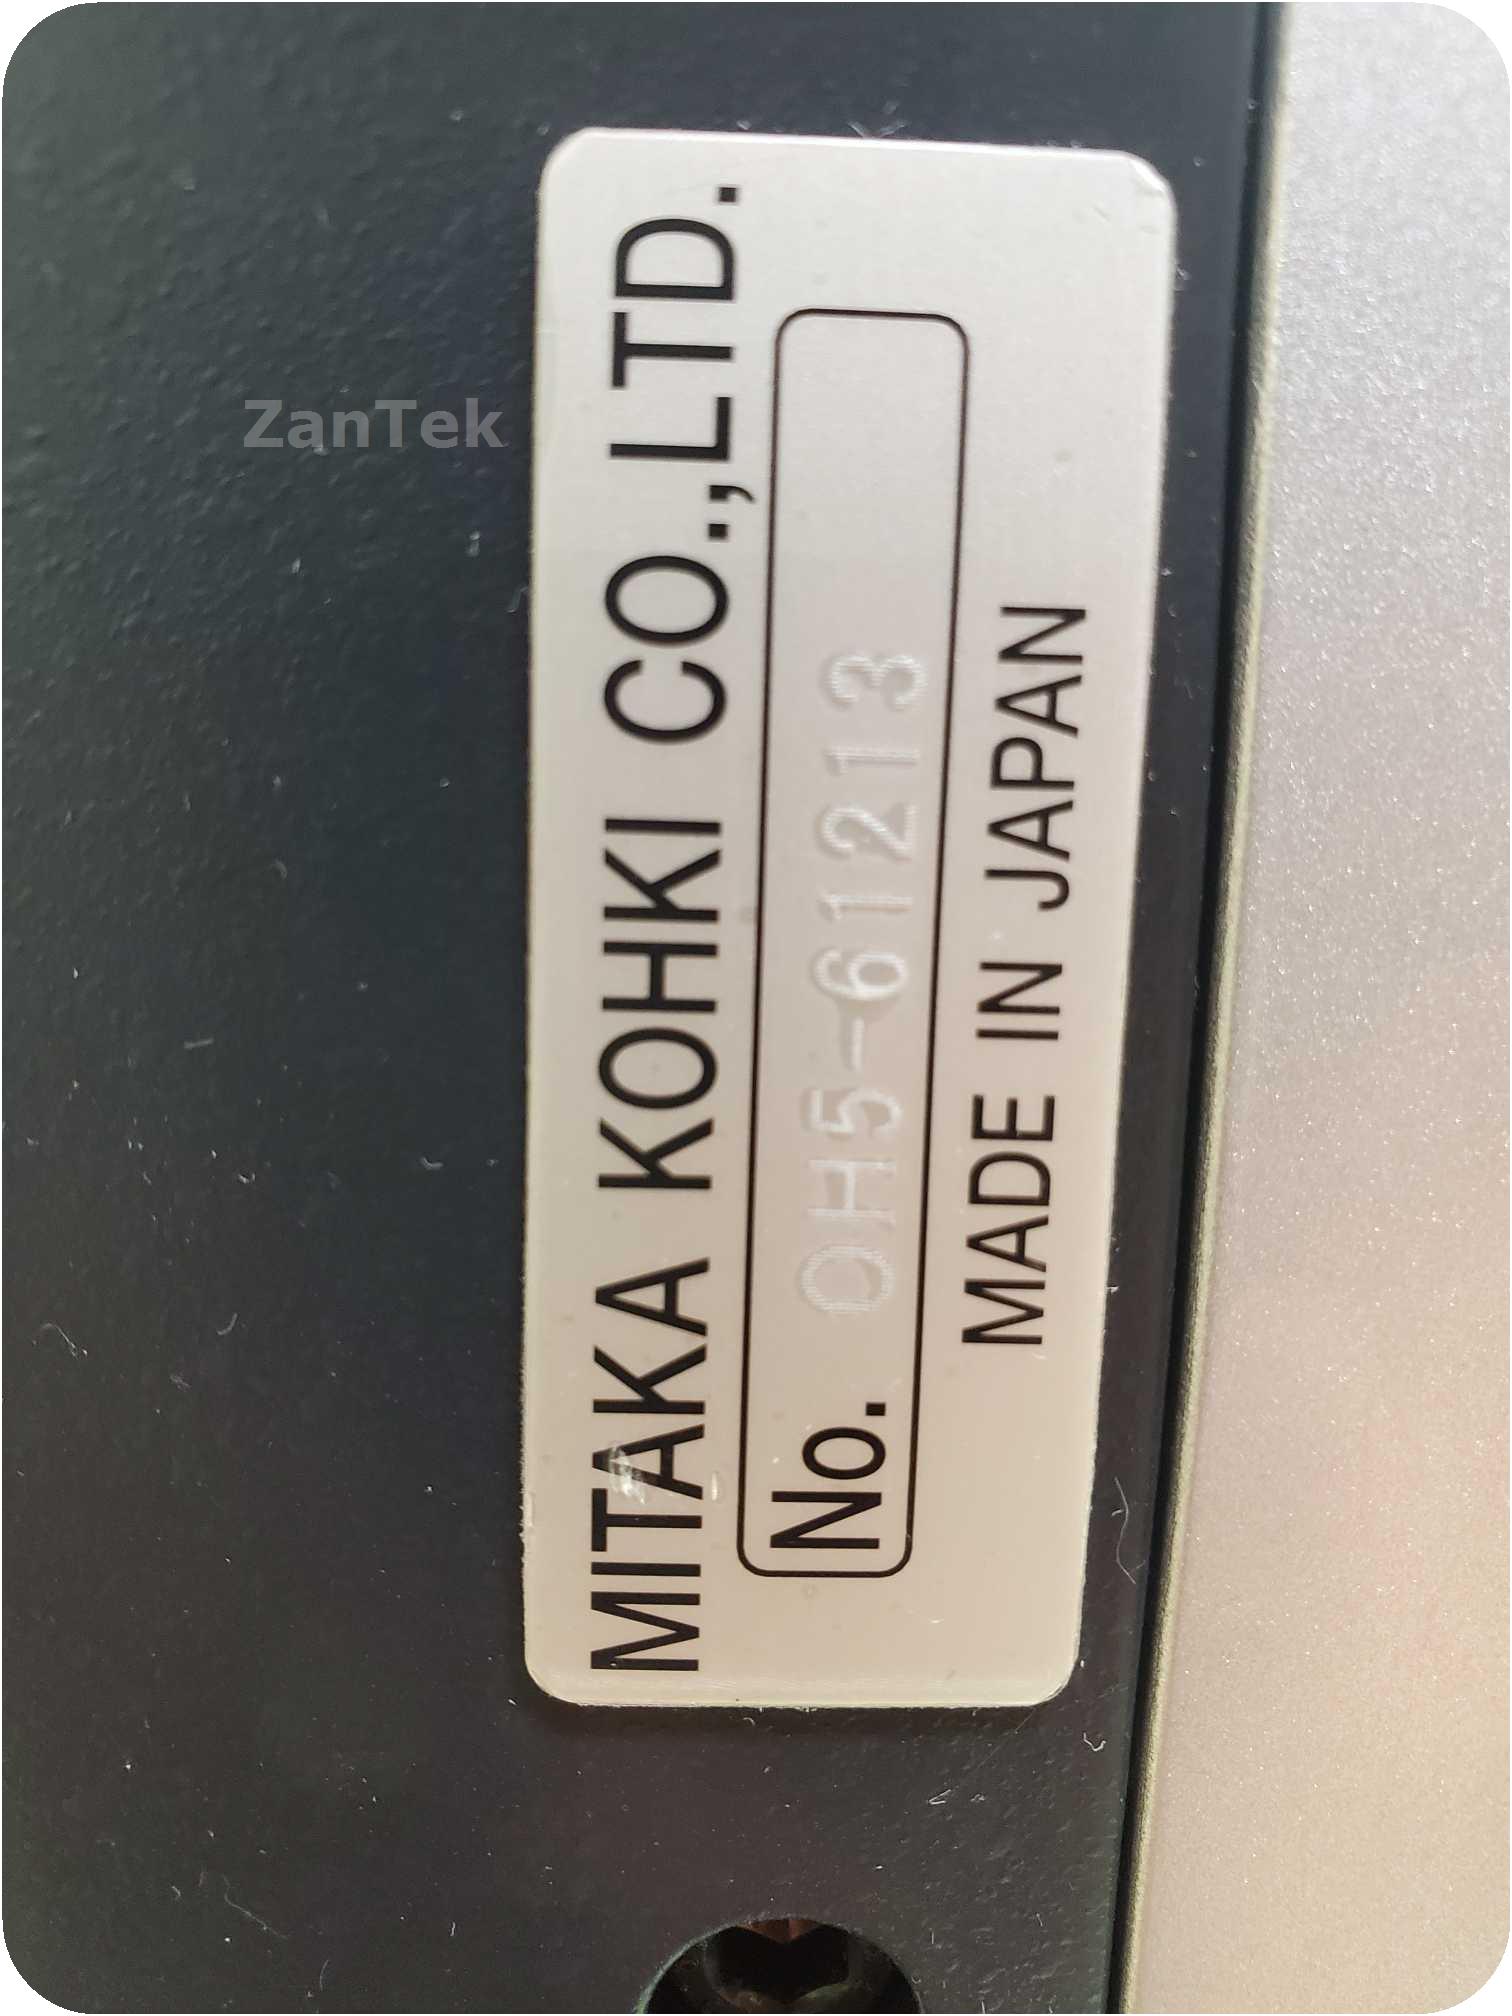 ZanTek
MITAKA KOHKI CO.,LTD.
No. OH5-61213
MADE IN JAPAN